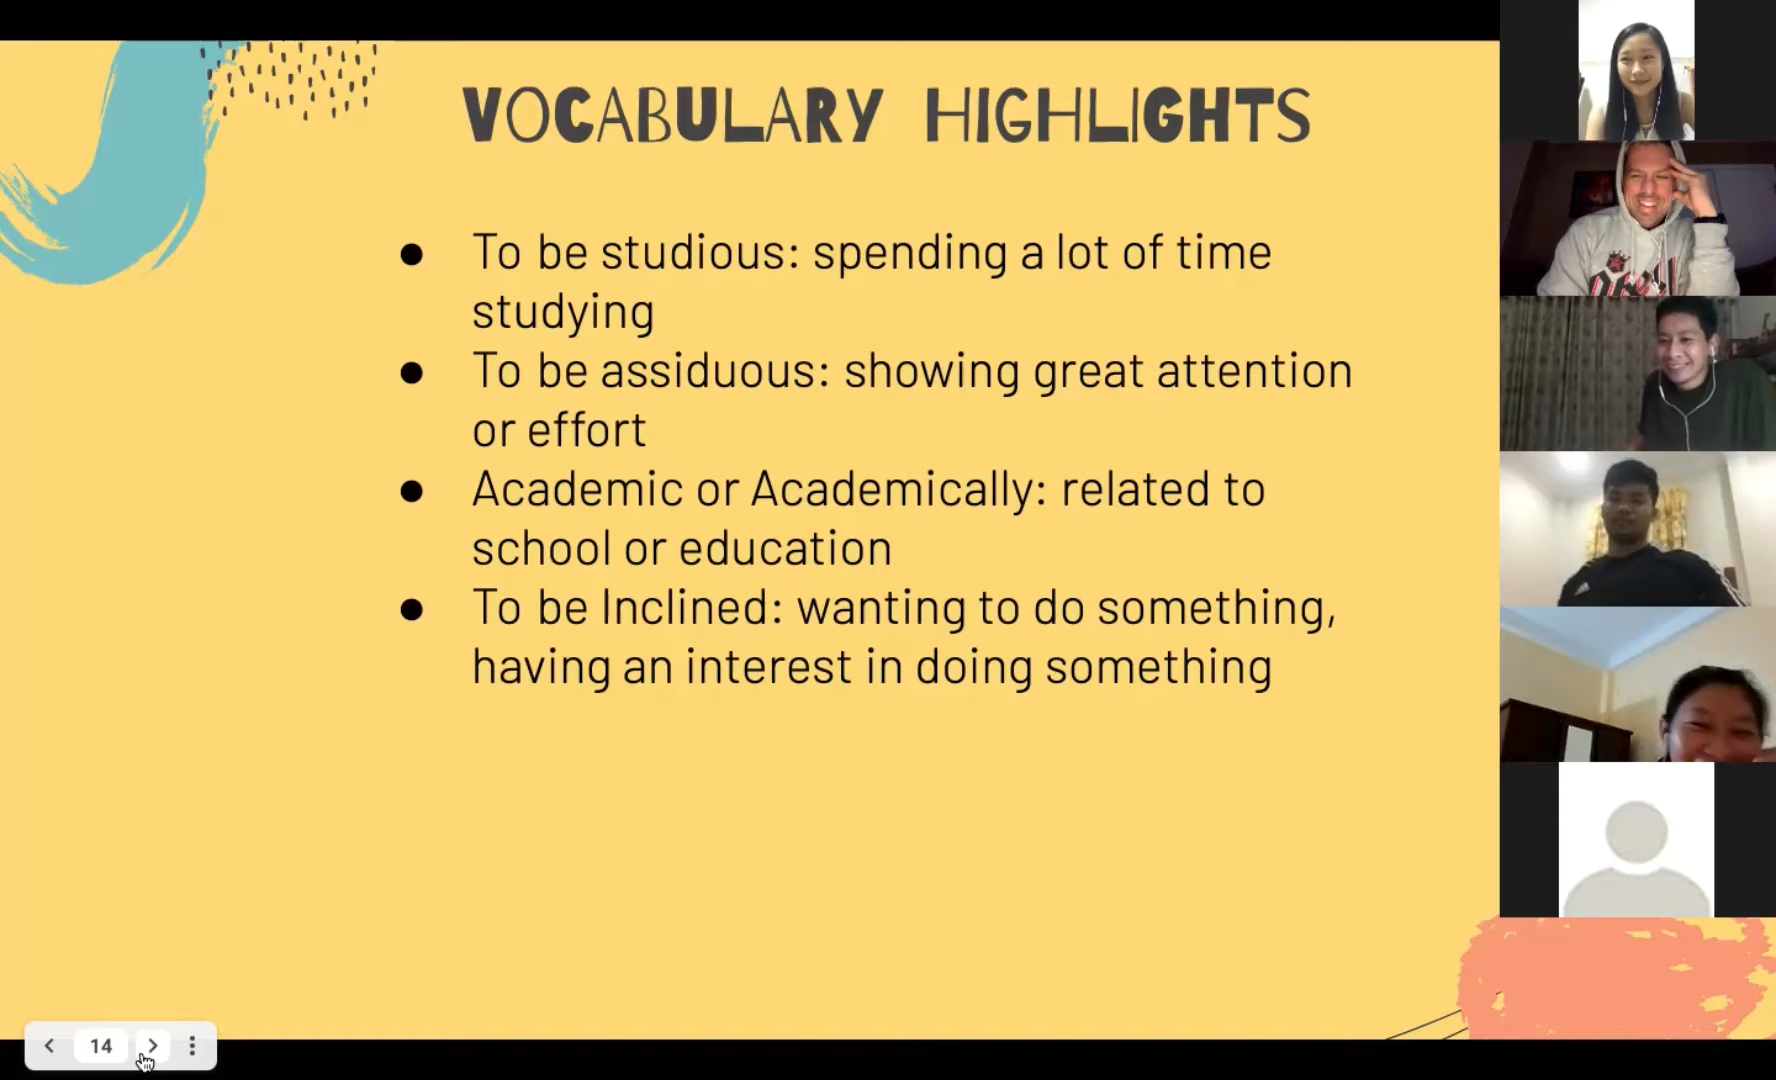 VOCABULARY HIGHLIGHTS
● To be studious: spending a lot of time
studying
● To be assiduous: showing great attention
or effort
● Academic or Academically: related to
school or education
● To be Inclined: wanting to do something,
having an interest in doing something
14